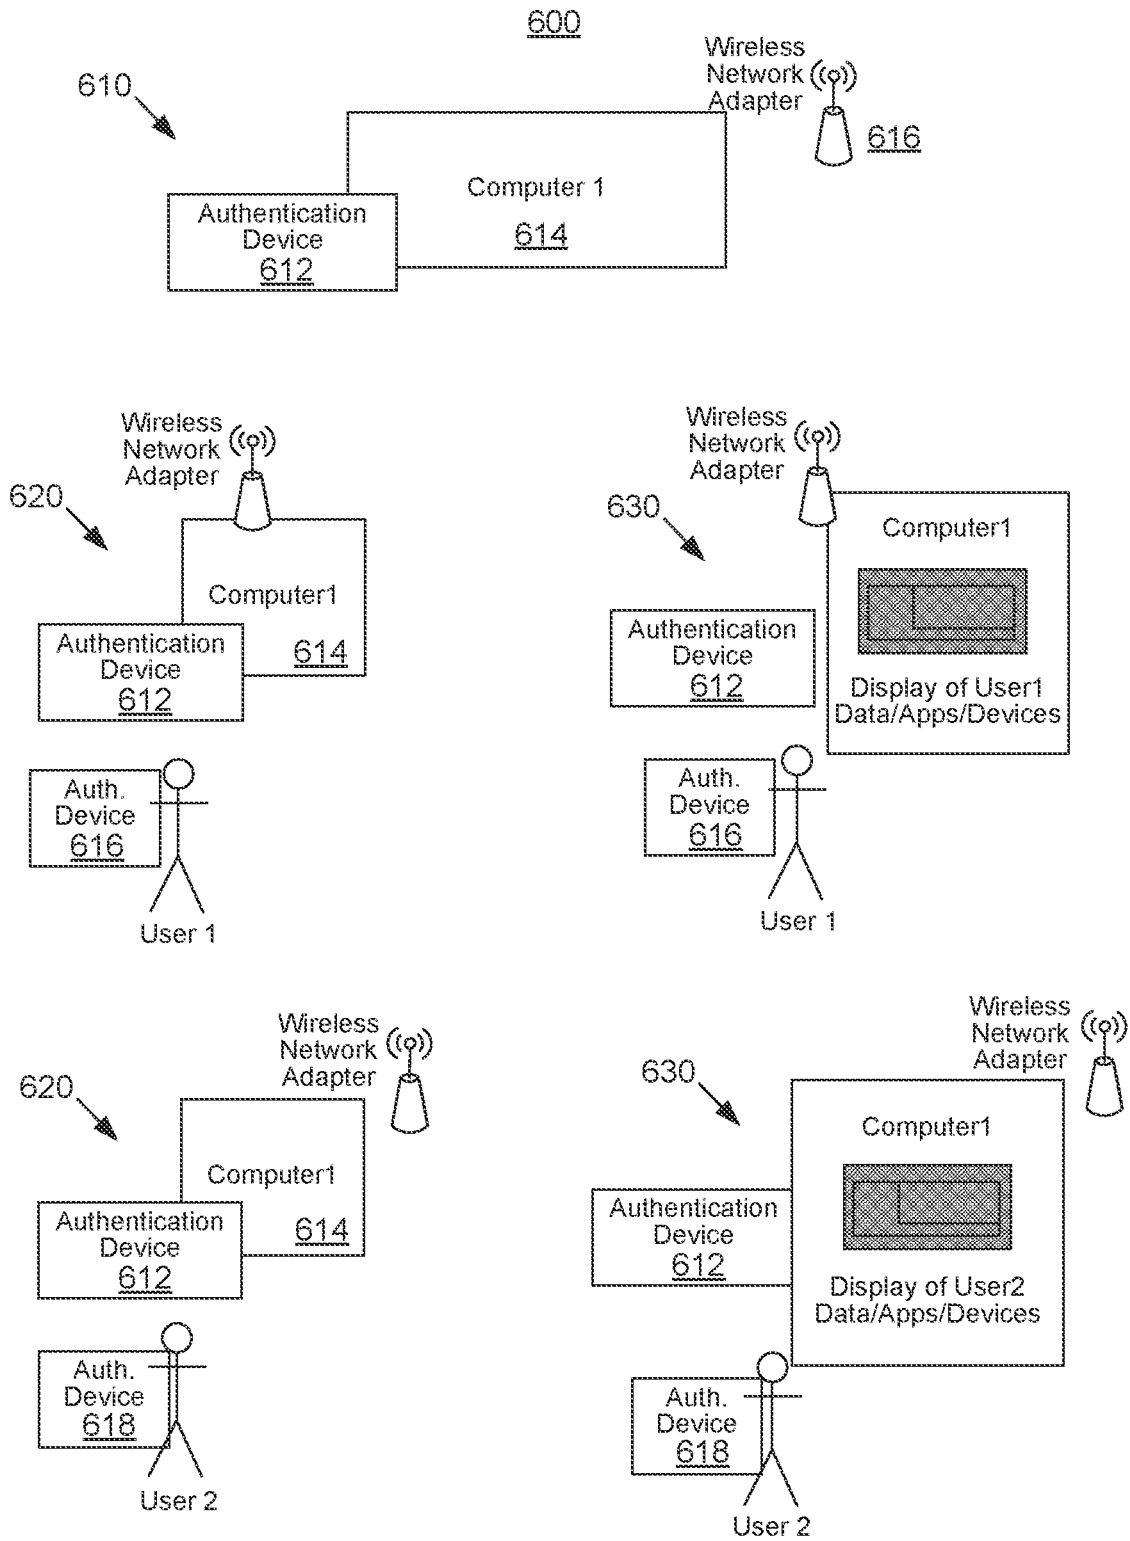 600
Wireless
Network
Adapter
616
610
Computer 1
614
Authentication
Device
612
Wireless
Network
Adapter
620
Computer1
614
Authentication
Device
612
Auth.
Device
616
User 1
Wireless
Network
Adapter
630
Computer1
Authentication
Device
612
Display of User1
Data/Apps/Devices
Auth.
Device
616
User 1
Wireless
Network
Adapter
620
Computer1
614
Authentication
Device
612
Auth.
Device
618
User 2
Wireless
Network
Adapter
630
Computer1
Authentication
Device
612
Display of User2
Data/Apps/Devices
Auth.
Device
618
User 2